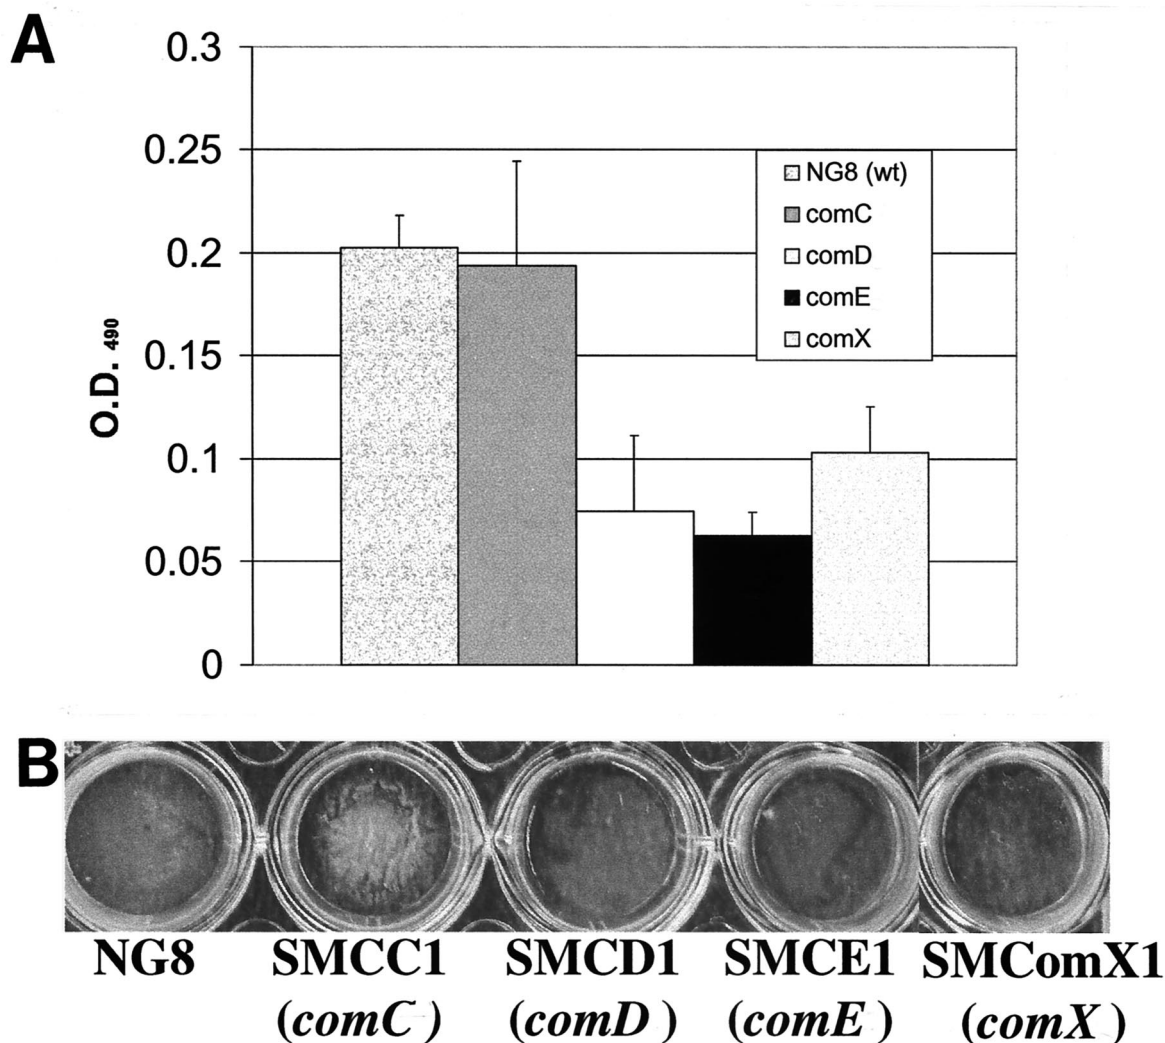 A
0.3
0.25
0.2
0.15
0.1
0.05
0
O.D. 490
NG8 (wt)
comC
comD
comE
comX
B
NG8 SMCC1 SMCD1 SMCE1 SMComX1
(comC ) (comD ) (comE ) (comX )